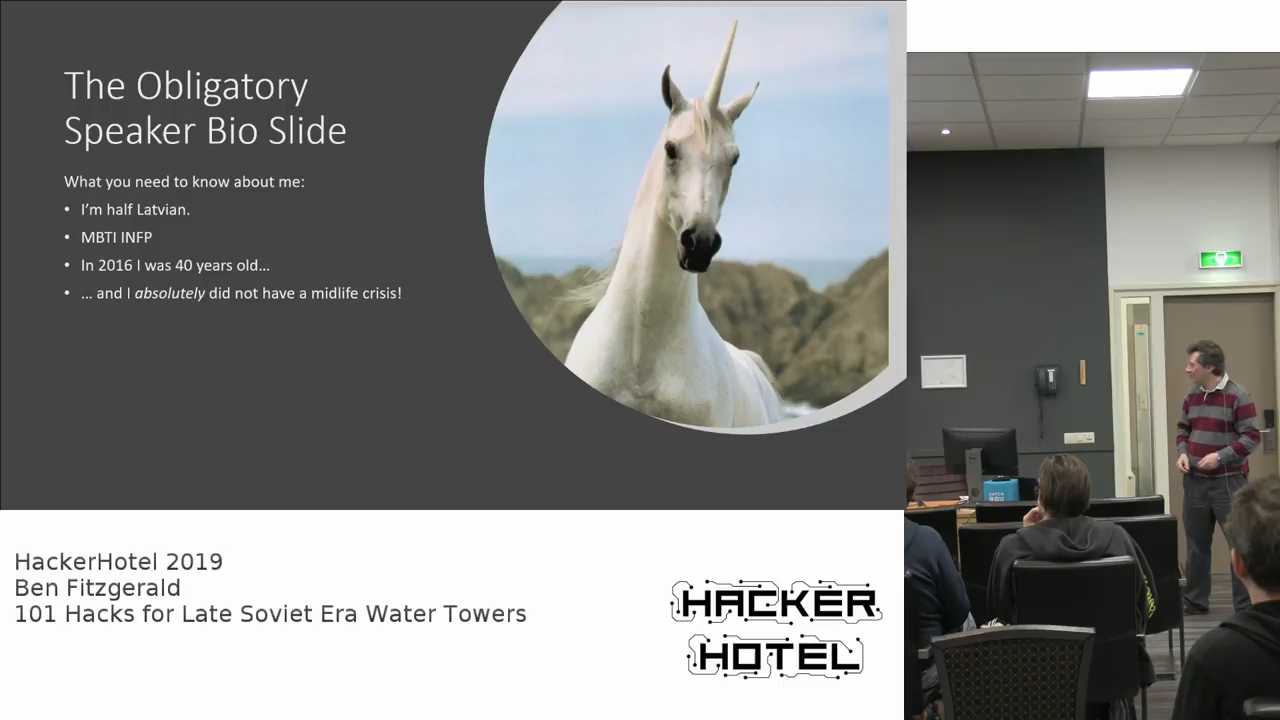 The Obligatory
Speaker Bio Slide
What you need to know about me:
• I'm half Latvian.
• MBTI INFP
• In 2016 I was 40 years old…
• … and I absolutely did not have a midlife crisis!
HackerHotel 2019
Ben Fitzgerald
101 Hacks for Late Soviet Era Water Towers
HACKER
HOTEL